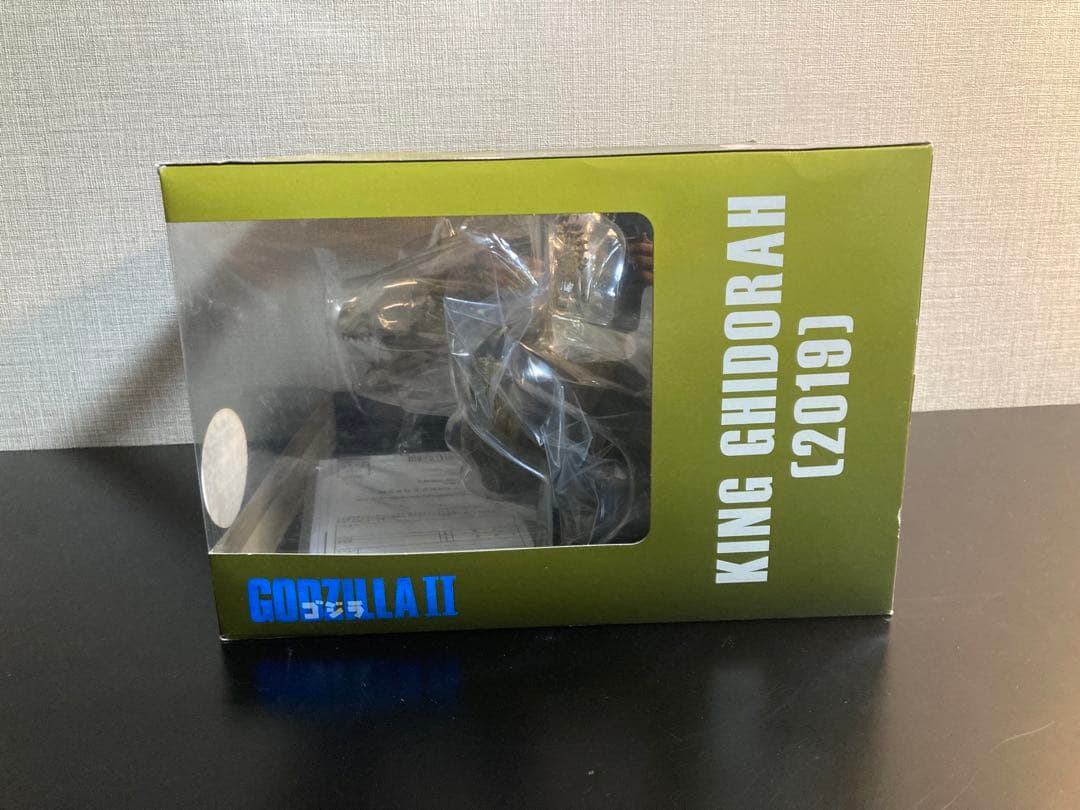 KING GHIDORAH
(2019)
GODZILLA II
ゴジラ